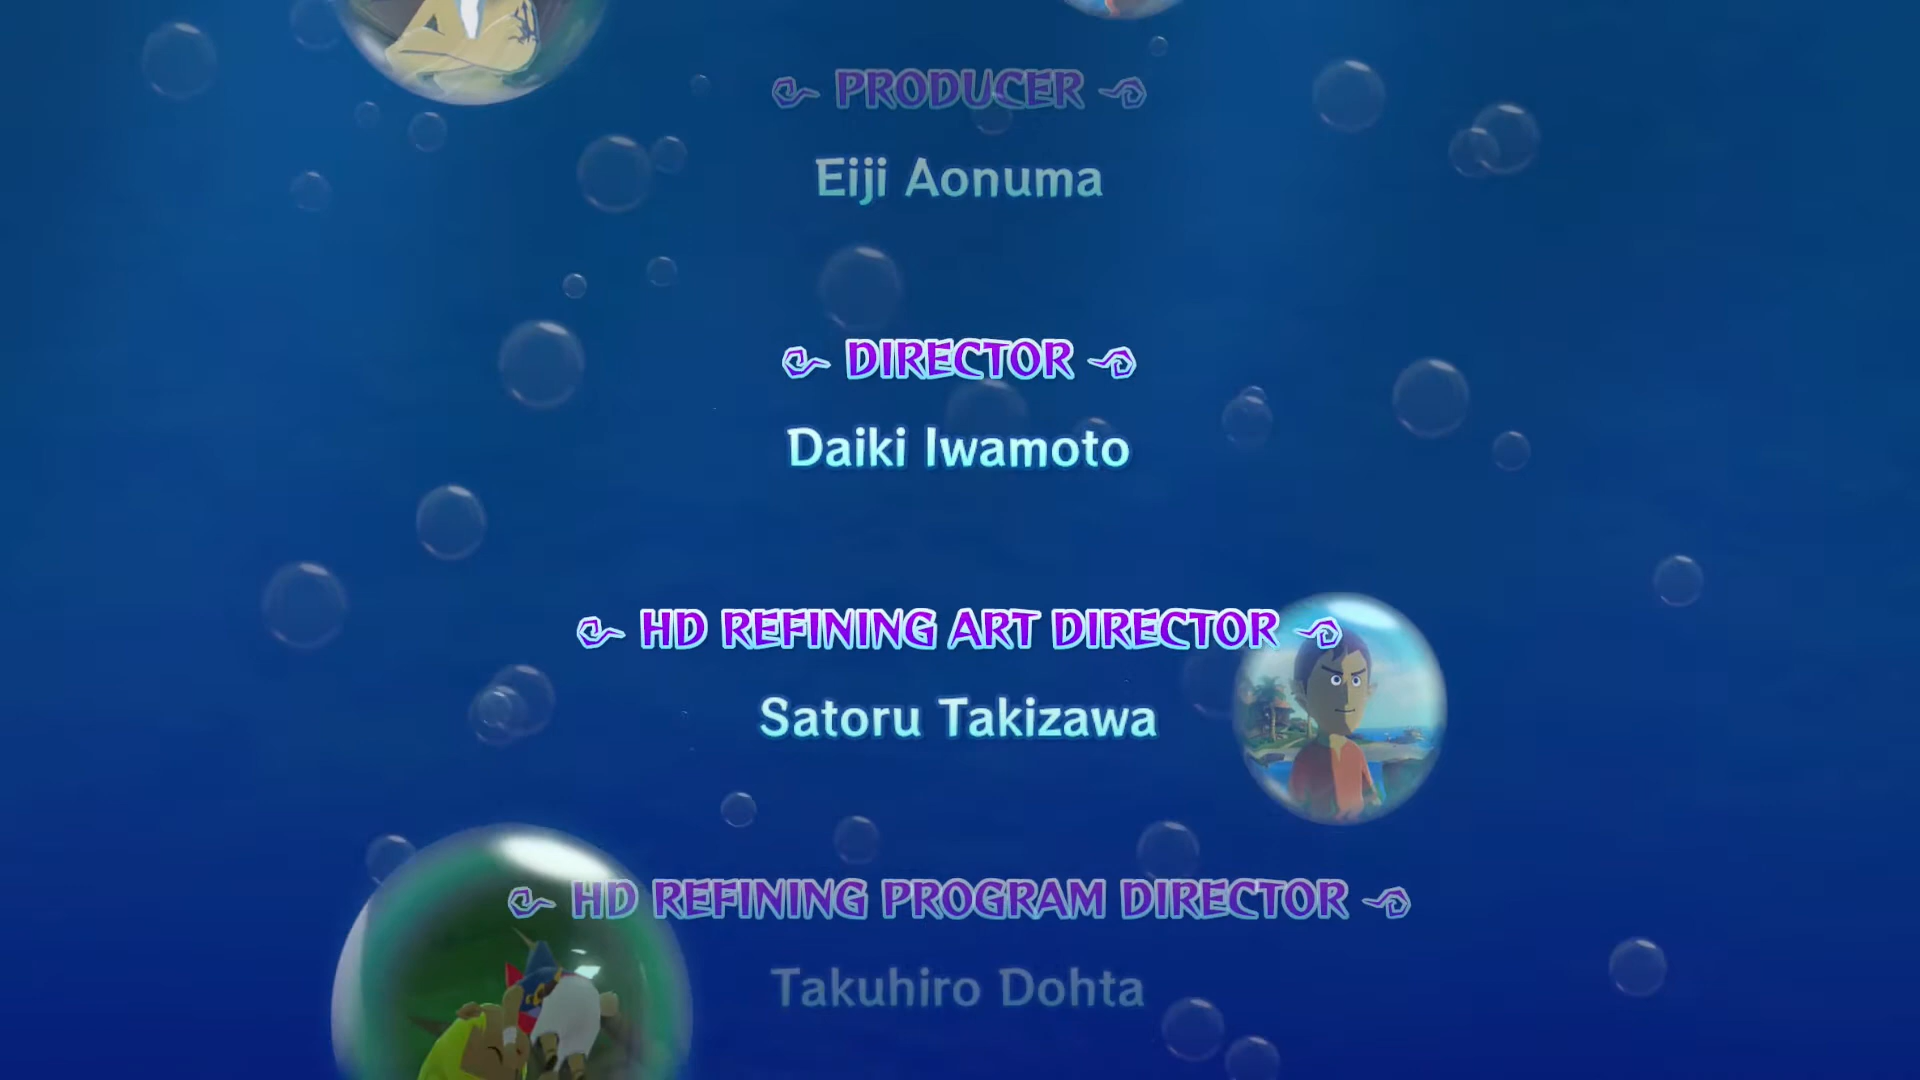 PRODUCER
Eiji Aonuma
DIRECTOR
Daiki Iwamoto
HD REFINING ART DIRECTOR
Satoru Takizawa
HD REFINING PROGRAM DIRECTOR
Takuhiro Dohta